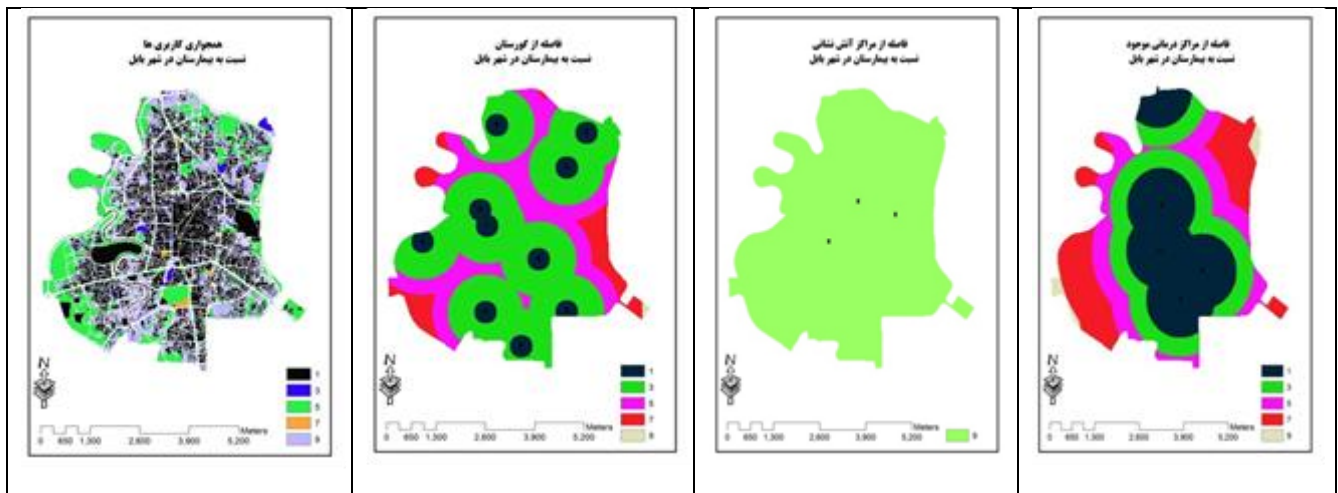 همجواری کاربری ها
نسبت به بیمارستان در شهر بابل
N
1
3
5
7
9
Meters
0 650 1,300 2,600 3,900 5,200
فاصله از گورستان
نسبت به بیمارستان در شهر بابل
N
1
3
5
7
9
Meters
0 650 1,300 2,600 3,900 5,200
فاصله از مراکز آتش نشانی
نسبت به بیمارستان در شهر بابل
N
Meters
0 650 1,300 2,600 3,900 5,200
9
فاصله از مراکز درمانی موجود
نسبت به بیمارستان در شهر بابل
N
1
3
5
7
9
Meters
0 650 1,300 2,600 3,900 5,200